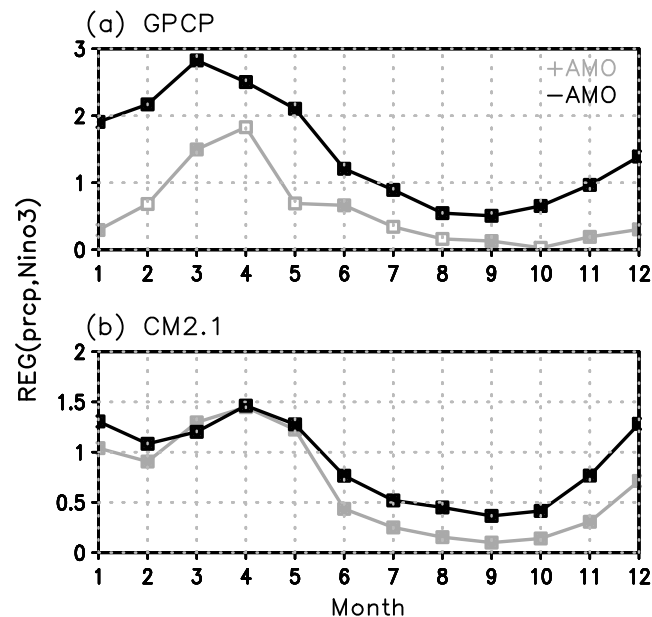 (a) GPCP
3
2
1
0
+AMO
−AMO
1 2 3 4 5 6 7 8 9 10 11 12
REG(prcp,Nino3)
(b) CM2.1
2
1.5
1
0.5
0
1 2 3 4 5 6 7 8 9 10 11 12
Month